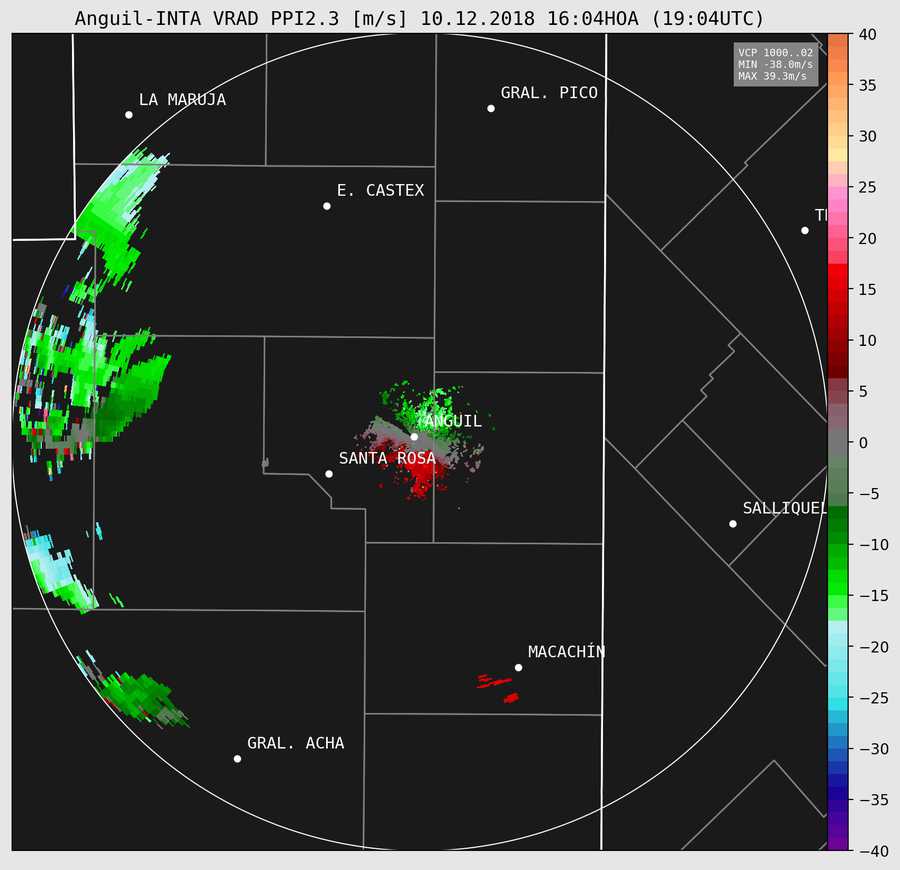 Anguil-INTA VRAD PPI2.3 [m/s] 10.12.2018 16:04HOA (19:04UTC)
VCP 1000..02
MIN -38.0m/s
MAX 39.3m/s
LA MARUJA
GRAL. PICO
E. CASTEX
ANGUIL
SANTA ROSA
SALLIQUEL
MACACHÍN
GRAL. ACHA
40
35
30
25
20
15
10
5
0
−5
−10
−15
−20
−25
−30
−35
−40